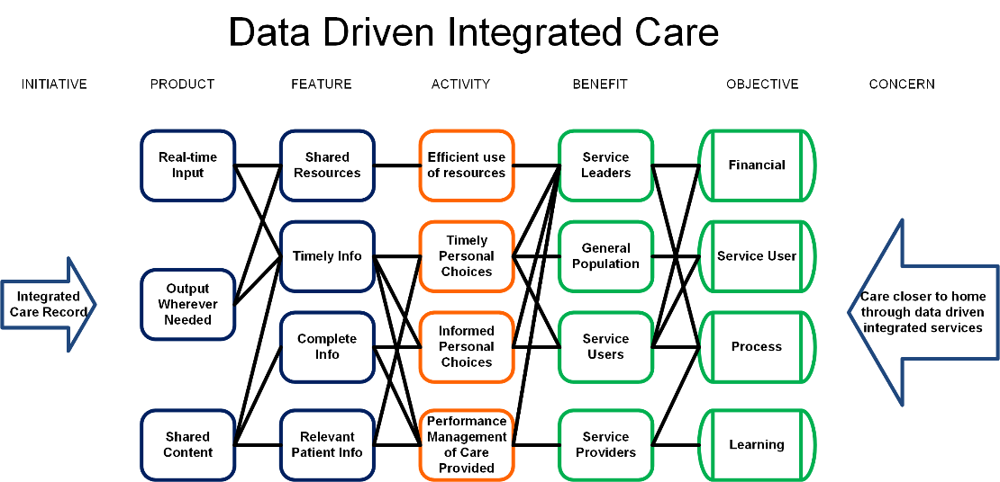 Data Driven Integrated Care
INITIATIVE
PRODUCT
FEATURE
ACTIVITY
BENEFIT
OBJECTIVE
CONCERN
Real-time
Input
Shared
Resources
Efficient use
of resources
Service
Leaders
Financial
Timely Info
Timely
Personal
Choices
General
Population
Service User
Integrated
Care Record
Output
Wherever
Needed
Care closer to home
through data driven
integrated services
Complete
Info
Informed
Personal
Choices
Service
Users
Process
Shared
Content
Relevant
Patient Info
Performance
Management
of Care
Provided
Service
Providers
Learning